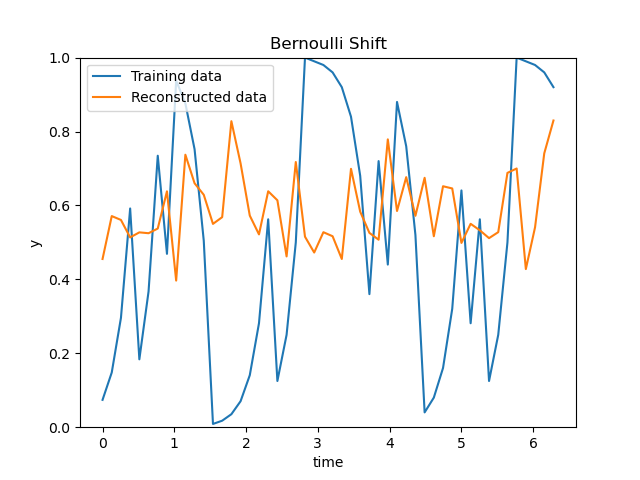 Bernoulli Shift
Training data
Reconstructed data
y
1.0
0.8
0.6
0.4
0.2
0.0
0 1 2 3 4 5 6
time